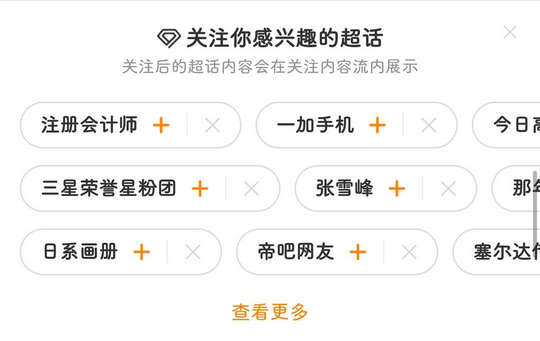 关注你感兴趣的超话
关注后的超话内容会在关注内容流内展示
注册会计师 一加手机 今日
三星荣誉星粉团 张雪峰 那
日系画册 帝吧网友 塞尔达
查看更多